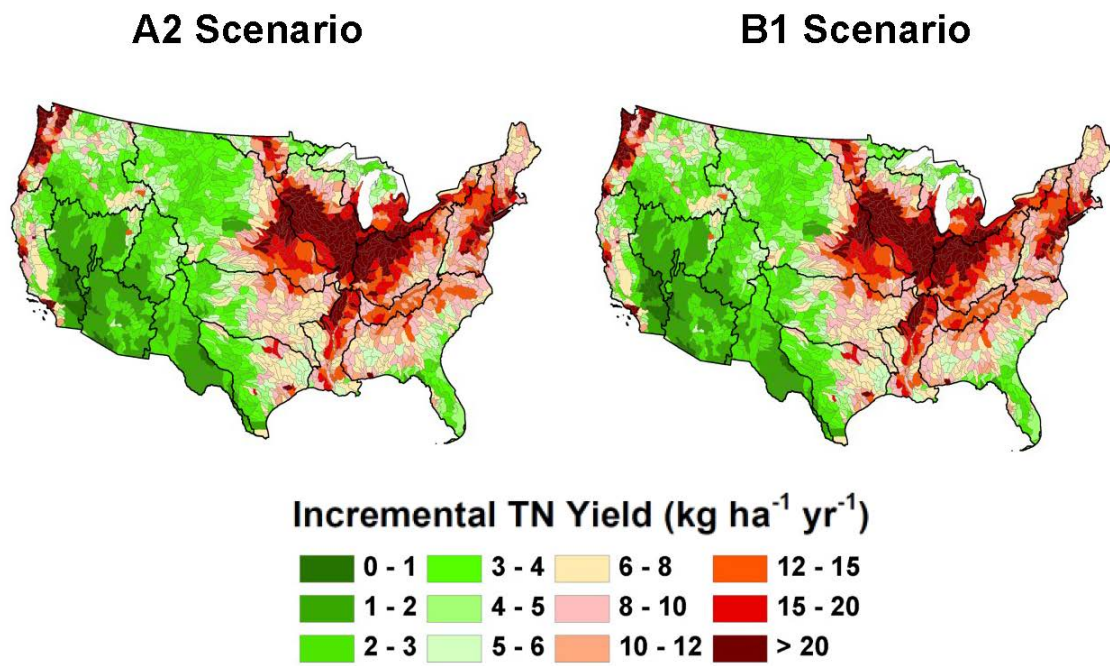 A2 Scenario
B1 Scenario
Incremental TN Yield (kg ha⁻¹ yr⁻¹)
0 - 1 3 - 4 6 - 8 12 - 15
1 - 2 4 - 5 8 - 10 15 - 20
2 - 3 5 - 6 10 - 12 > 20